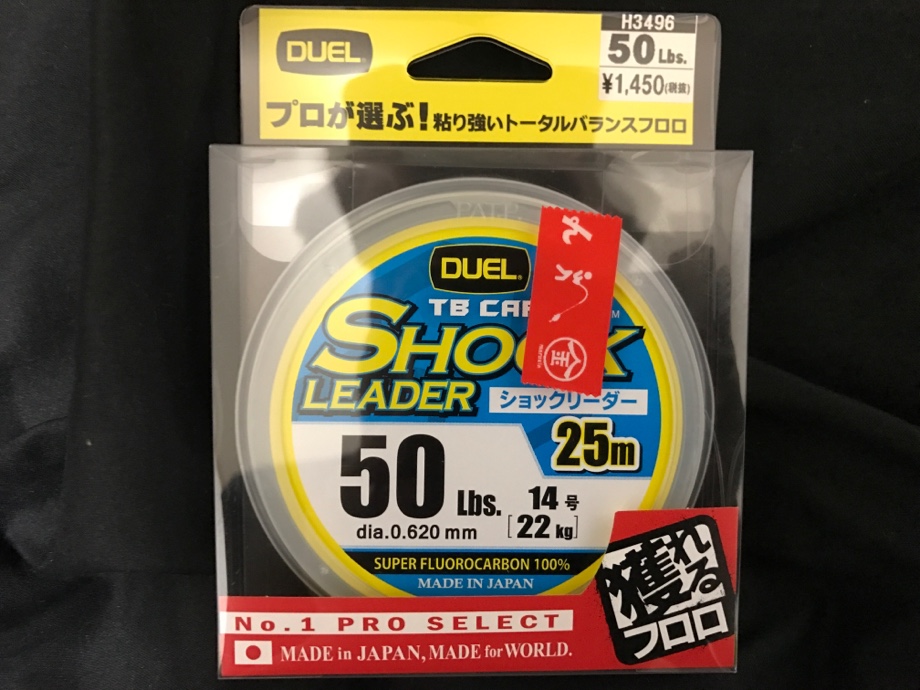 DUEL
H3496
50 Lbs.
¥1,450(税抜)
プロが選ぶ!粘り強いトータルバランスフロロ
DUEL®
TB CAR
SHOCK
LEADER
ショックリーダー
25m
50 Lbs.
14号
[22kg]
dia.0.620mm
SUPER FLUOROCARBON 100%
MADE IN JAPAN
獲れる
フロロ
No.1 PRO SELECT
MADE in JAPAN, MADE for WORLD.